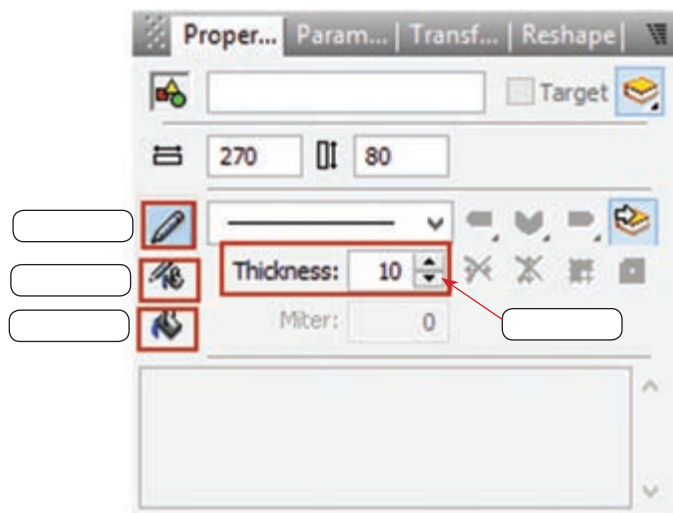 Proper... Param... | Transf... | Reshape |
Target
270 80
Thickness: 10
Miter: 0